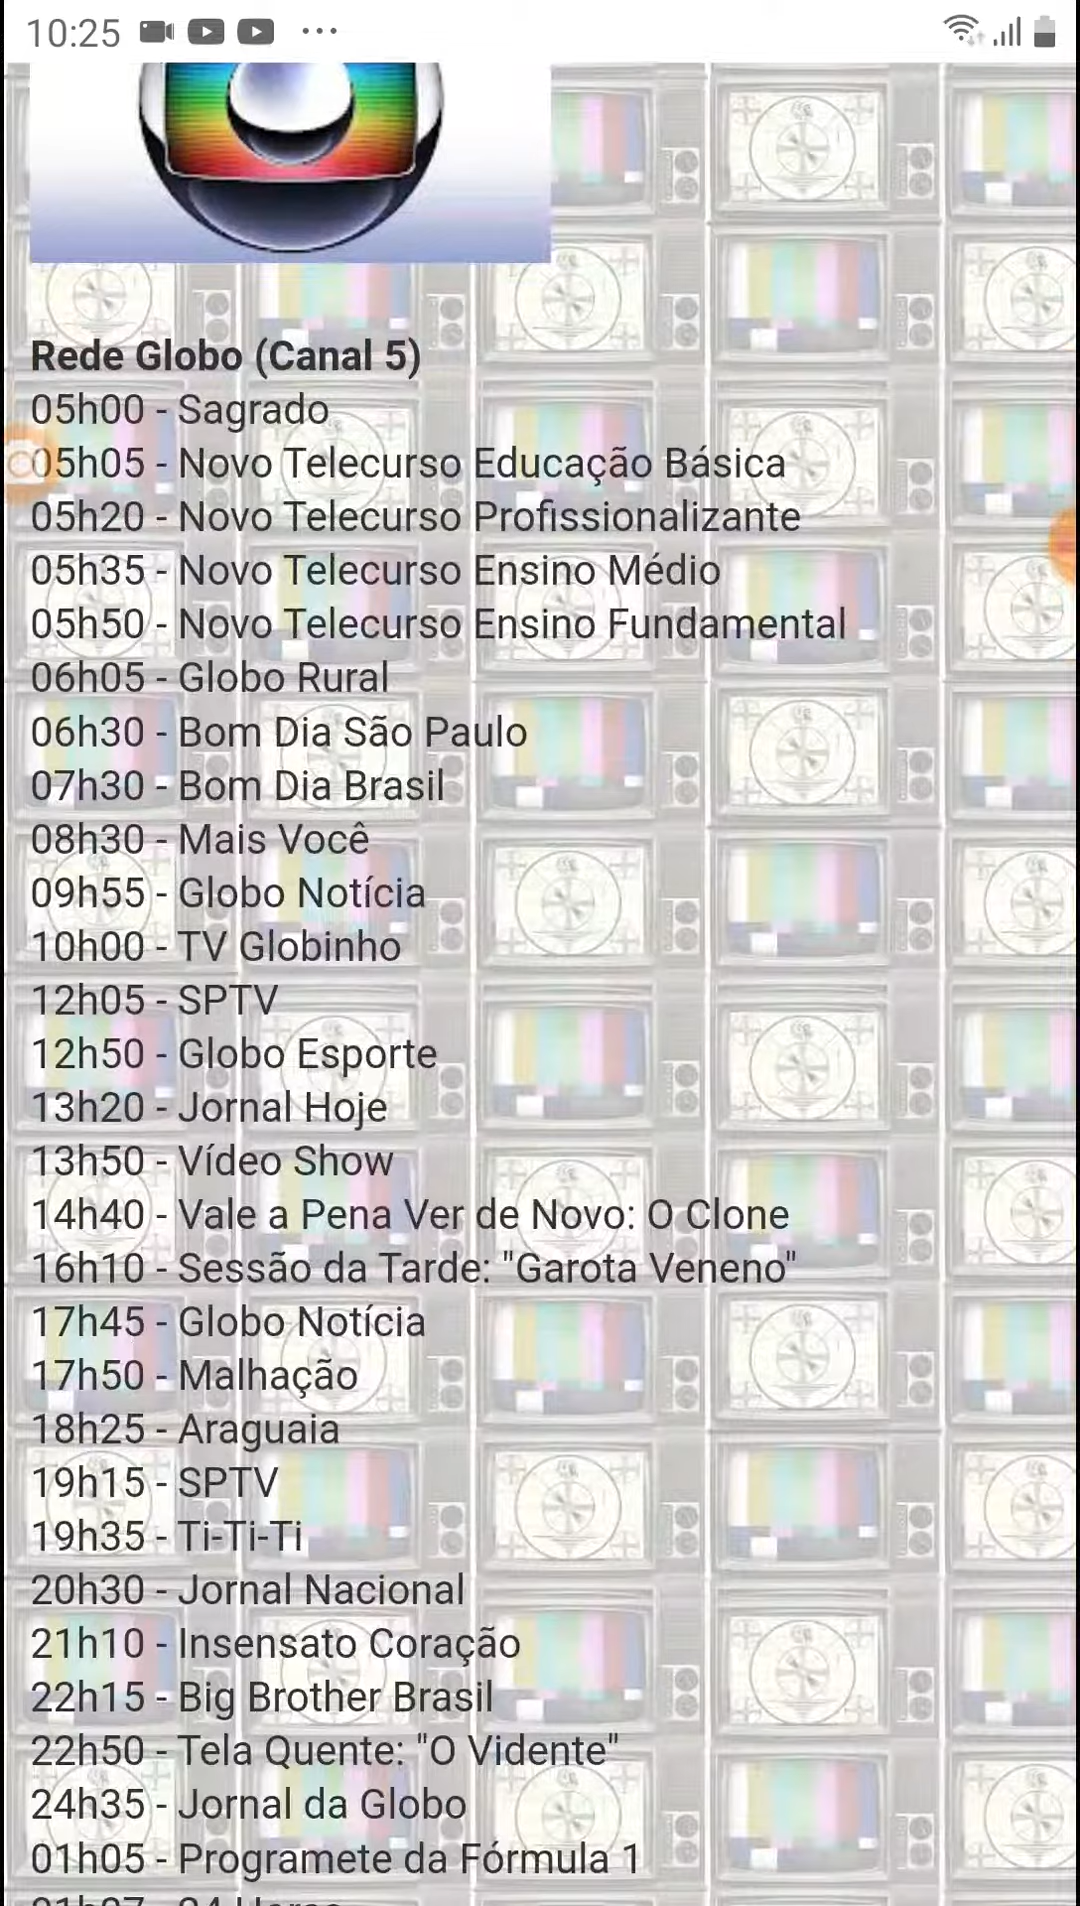 10:25
Rede Globo (Canal 5)
05h00 - Sagrado
05h05 - Novo Telecurso Educação Básica
05h20 - Novo Telecurso Profissionalizante
05h35 - Novo Telecurso Ensino Médio
05h50 - Novo Telecurso Ensino Fundamental
06h05 - Globo Rural
06h30 - Bom Dia São Paulo
07h30 - Bom Dia Brasil
08h30 - Mais Você
09h55 - Globo Notícia
10h00 - TV Globinho
12h05 - SPTV
12h50 - Globo Esporte
13h20 - Jornal Hoje
13h50 - Vídeo Show
14h40 - Vale a Pena Ver de Novo: O Clone
16h10 - Sessão da Tarde: "Garota Veneno"
17h45 - Globo Notícia
17h50 - Malhação
18h25 - Araguaia
19h15 - SPTV
19h35 - Ti-Ti-Ti
20h30 - Jornal Nacional
21h10 - Insensato Coração
22h15 - Big Brother Brasil
22h50 - Tela Quente: "O Vidente"
24h35 - Jornal da Globo
01h05 - Programete da Fórmula 1